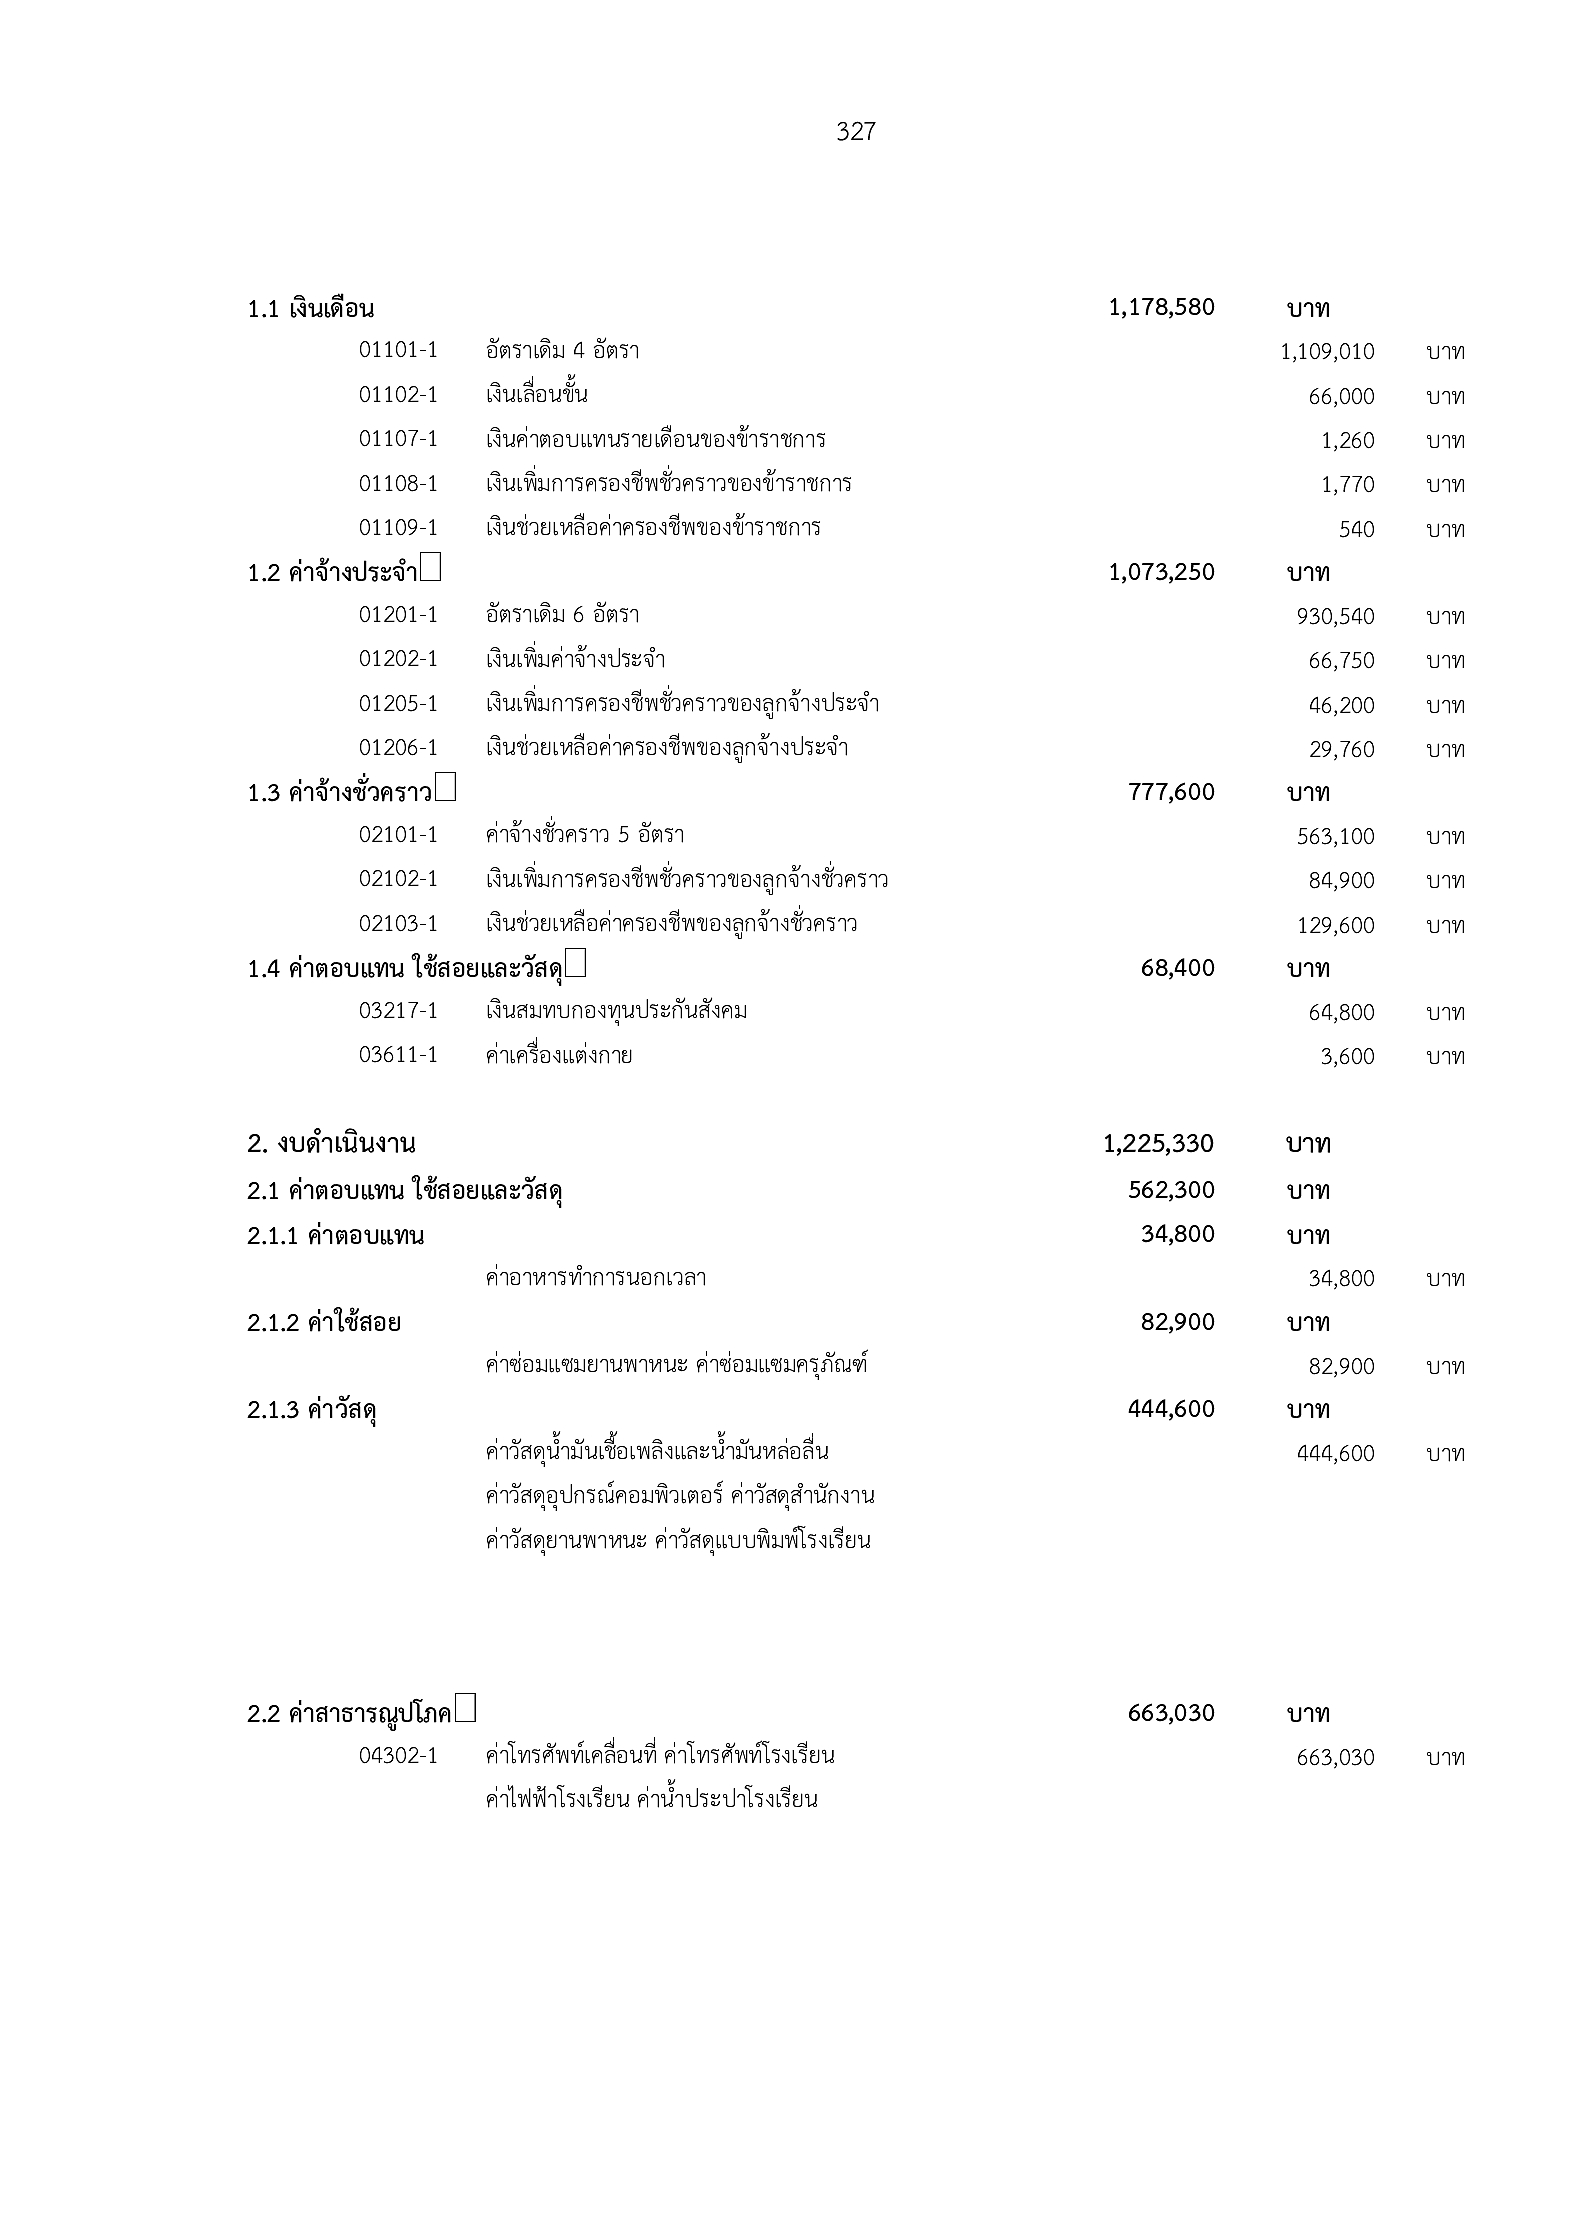 327
1.1 เงินเดือน 1,178,580 บาท
01101-1 อัตราเดิม 4 อัตรา 1,109,010 บาท
01102-1 เงินเลื่อนขั้น 66,000 บาท
01107-1 เงินค่าตอบแทนรายเดือนของข้าราชการ 1,260 บาท
01108-1 เงินเพิ่มการครองชีพชั่วคราวของข้าราชการ 1,770 บาท
01109-1 เงินช่วยเหลือค่าครองชีพของข้าราชการ 540 บาท
1.2 ค่าจ้างประจำ 1,073,250 บาท
01201-1 อัตราเดิม 6 อัตรา 930,540 บาท
01202-1 เงินเพิ่มค่าจ้างประจำ 66,750 บาท
01205-1 เงินเพิ่มการครองชีพชั่วคราวของลูกจ้างประจำ 46,200 บาท
01206-1 เงินช่วยเหลือค่าครองชีพของลูกจ้างประจำ 29,760 บาท
1.3 ค่าจ้างชั่วคราว 777,600 บาท
02101-1 ค่าจ้างชั่วคราว 5 อัตรา 563,100 บาท
02102-1 เงินเพิ่มการครองชีพชั่วคราวของลูกจ้างชั่วคราว 84,900 บาท
02103-1 เงินช่วยเหลือค่าครองชีพของลูกจ้างชั่วคราว 129,600 บาท
1.4 ค่าตอบแทน ใช้สอยและวัสดุ 68,400 บาท
03217-1 เงินสมทบกองทุนประกันสังคม 64,800 บาท
03611-1 ค่าเครื่องแต่งกาย 3,600 บาท
2. งบดำเนินงาน 1,225,330 บาท
2.1 ค่าตอบแทน ใช้สอยและวัสดุ 562,300 บาท
2.1.1 ค่าตอบแทน 34,800 บาท
ค่าอาหารทำการนอกเวลา 34,800 บาท
2.1.2 ค่าใช้สอย 82,900 บาท
ค่าซ่อมแซมยานพาหนะ ค่าซ่อมแซมครุภัณฑ์ 82,900 บาท
2.1.3 ค่าวัสดุ 444,600 บาท
ค่าวัสดุน้ำมันเชื้อเพลิงและน้ำมันหล่อลื่น 444,600 บาท
ค่าวัสดุอุปกรณ์คอมพิวเตอร์ ค่าวัสดุสำนักงาน
ค่าวัสดุยานพาหนะ ค่าวัสดุแบบพิมพ์โรงเรียน
2.2 ค่าสาธารณูปโภค 663,030 บาท
04302-1 ค่าโทรศัพท์เคลื่อนที่ ค่าโทรศัพท์โรงเรียน 663,030 บาท
ค่าไฟฟ้าโรงเรียน ค่าน้ำประปาโรงเรียน